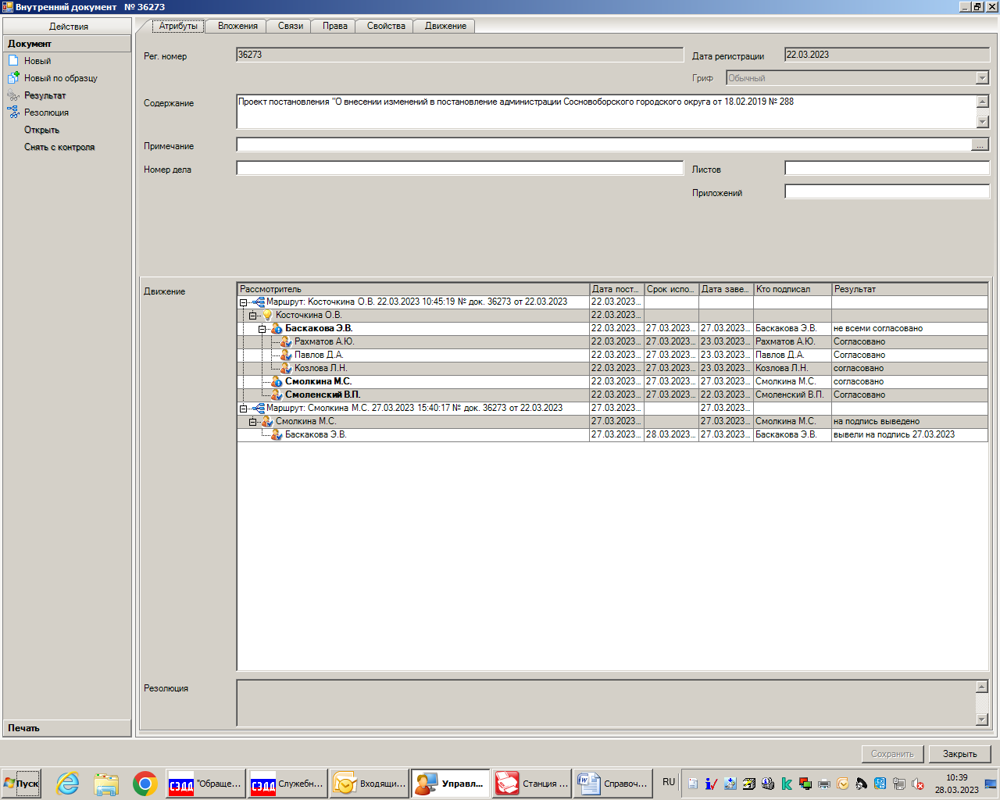 Внутренний документ № 36273
Действия
Документ
Новый
Новый по образцу
Результат
Резолюция
Открыть
Снять с контроля
Печать
Атрибуты Вложения Связи Права Свойства Движение
Рег. номер 36273 Дата регистрации 22.03.2023
Гриф Обычный
Содержание Проект постановления "О внесении изменений в постановление администрации Сосновоборского городского округа от 18.02.2019 № 288
Примечание ...
Номер дела Листов
Приложений
Движение
Рассмотритель Дата пост... Срок испо... Дата заве... Кто подписал Результат
Маршрут: Косточкина О.В. 22.03.2023 10:45:19 № док. 36273 от 22.03.2023 22.03.2023...
Косточкина О.В. 22.03.2023...
Баскакова Э.В. 22.03.2023... 27.03.2023... 27.03.2023... Баскакова Э.В. не всеми согласовано
Рахматов А.Ю. 22.03.2023... 27.03.2023... 23.03.2023... Рахматов А.Ю. Согласовано
Павлов Д.А. 22.03.2023... 27.03.2023... 23.03.2023... Павлов Д.А. Согласовано
Козлова Л.Н. 22.03.2023... 27.03.2023... 23.03.2023... Козлова Л.Н. согласовано
Смолкина М.С. 22.03.2023... 27.03.2023... 27.03.2023... Смолкина М.С. согласовано
Смоленский В.П. 22.03.2023... 27.03.2023... 22.03.2023... Смоленский В.П. Согласовано
Маршрут: Смолкина М.С. 27.03.2023 15:40:17 № док. 36273 от 22.03.2023 27.03.2023... 27.03.2023...
Смолкина М.С. 27.03.2023... 27.03.2023... Смолкина М.С. на подпись выведено
Баскакова Э.В. 27.03.2023... 28.03.2023... 27.03.2023... Баскакова Э.В. вывели на подпись 27.03.2023
Резолюция
Сохранить Закрыть
Пуск СЭДД "Обраще... СЭДД Служебн... Входящи... Управл... Станция ... Справоч... RU 10:39
28.03.2023